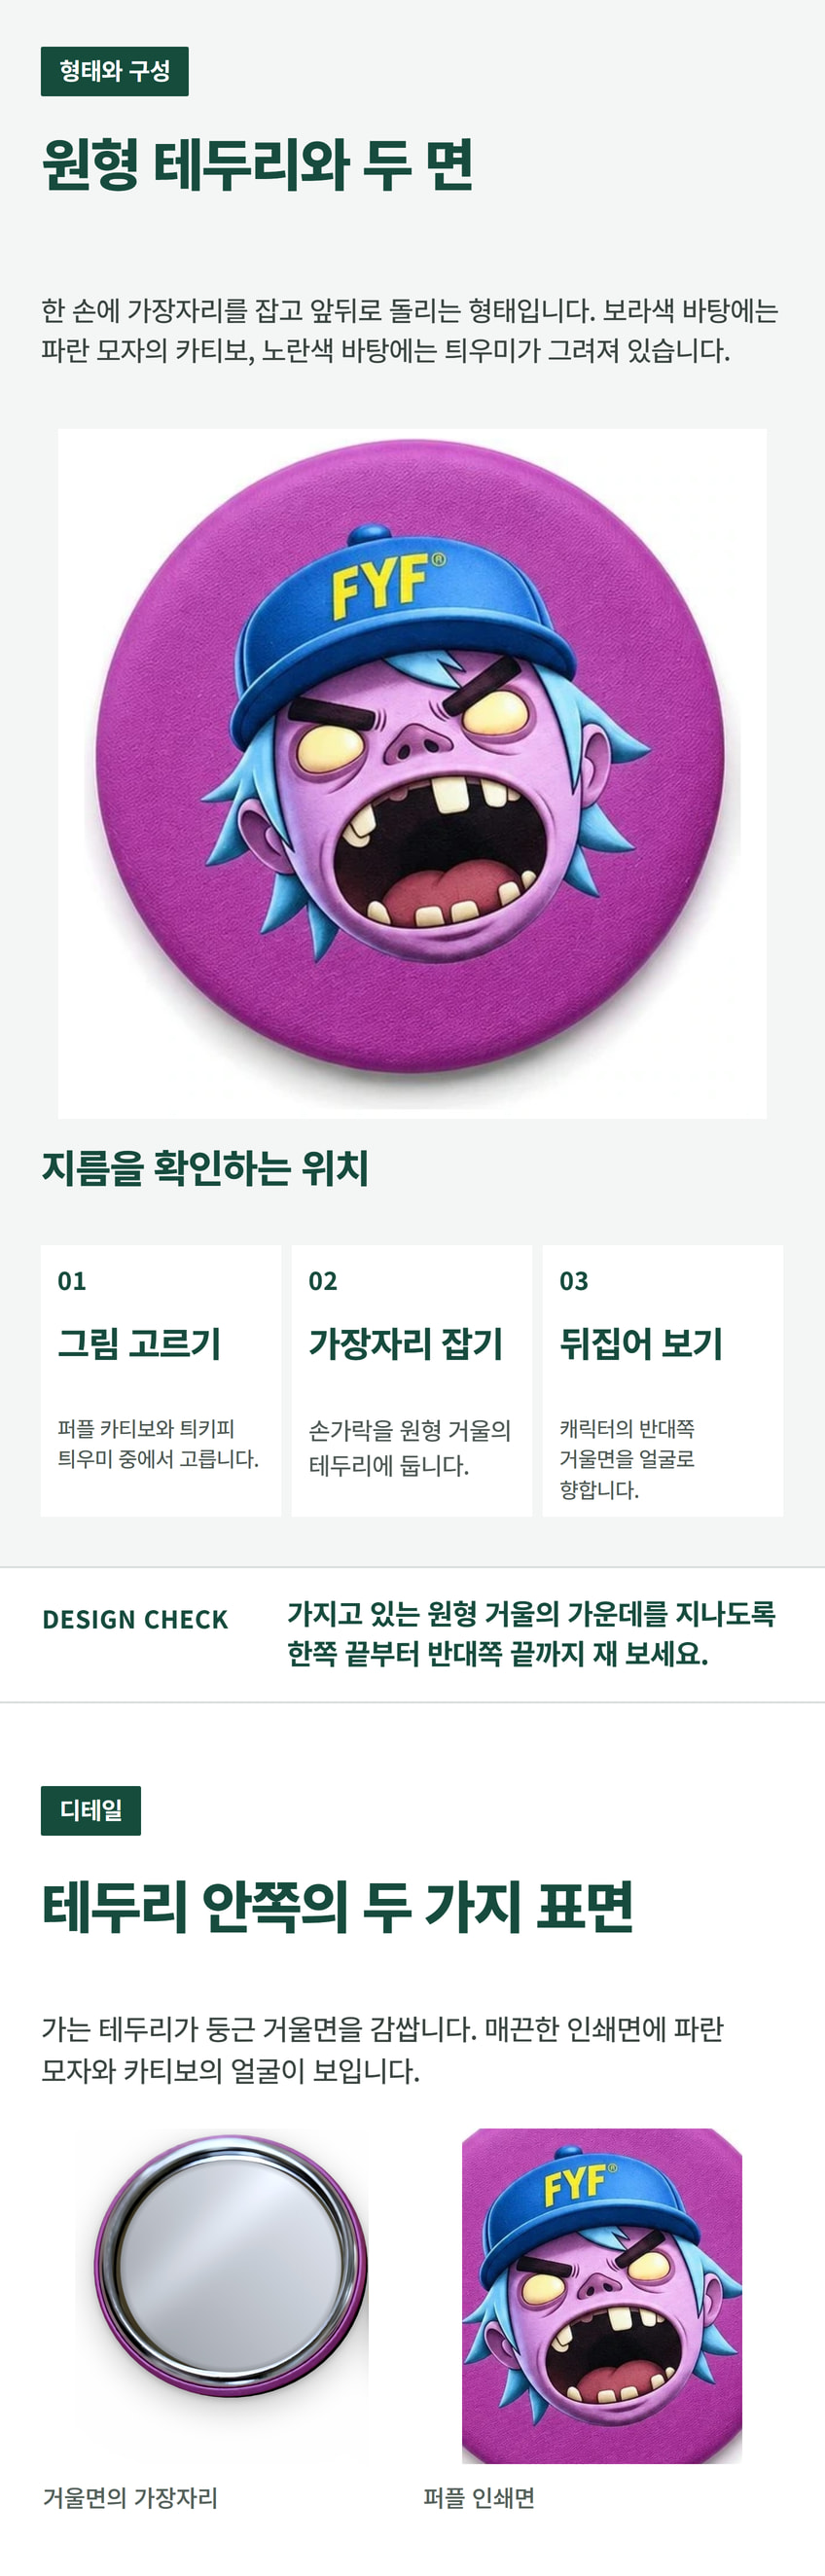 형태와 구성
원형 테두리와 두 면
한 손에 가장자리를 잡고 앞뒤로 돌리는 형태입니다. 보라색 바탕에는
파란 모자의 카티보, 노란색 바탕에는 틔우미가 그려져 있습니다.
FYF®
지름을 확인하는 위치
01
그림 고르기
퍼플 카티보와 틔키피
틔우미 중에서 고릅니다.
02
가장자리 잡기
손가락을 원형 거울의
테두리에 둡니다.
03
뒤집어 보기
캐릭터의 반대쪽
거울면을 얼굴로
향합니다.
DESIGN CHECK
가지고 있는 원형 거울의 가운데를 지나도록
한쪽 끝부터 반대쪽 끝까지 재 보세요.
디테일
테두리 안쪽의 두 가지 표면
가는 테두리가 둥근 거울면을 감쌉니다. 매끈한 인쇄면에 파란
모자와 카티보의 얼굴이 보입니다.
FYF®
거울면의 가장자리
퍼플 인쇄면